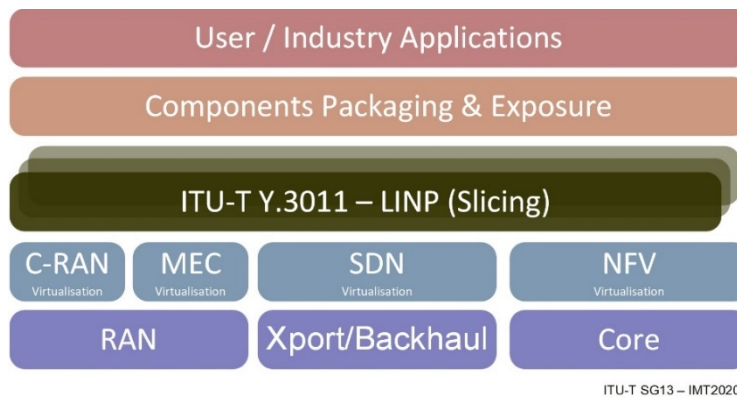 User / Industry Applications
Components Packaging & Exposure
ITU-T Y.3011 – LINP (Slicing)
C-RAN MEC SDN NFV
Virtualisation Virtualisation Virtualisation Virtualisation
RAN Xport/Backhaul Core
ITU-T SG13 – IMT2020